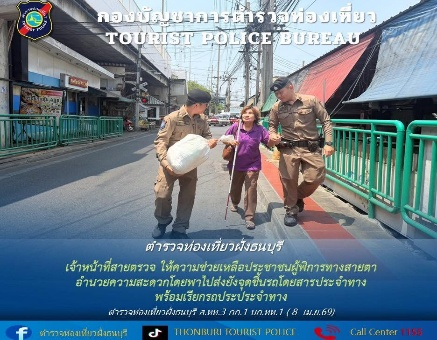 กองบัญชาการตำรวจท่องเที่ยว
TOURIST POLICE BUREAU
ตำรวจท่องเที่ยวฝั่งธนบุรี
เจ้าหน้าที่สายตรวจ ให้ความช่วยเหลือประชาชนผู้พิการทางสายตา
อำนวยความสะดวกโดยพาไปส่งยังจุดขึ้นรถโดยสารประจำทาง
พร้อมเรียกรถประประจำทาง
ตำรวจท่องเที่ยวฝั่งธนบุรี ส.ทท.3 กก.1 บก.ทท.1 ( 8 เม.ย.69)
ตำรวจท่องเที่ยวฝั่งธนบุรี
THONBURI TOURIST POLICE
Call Center 1155